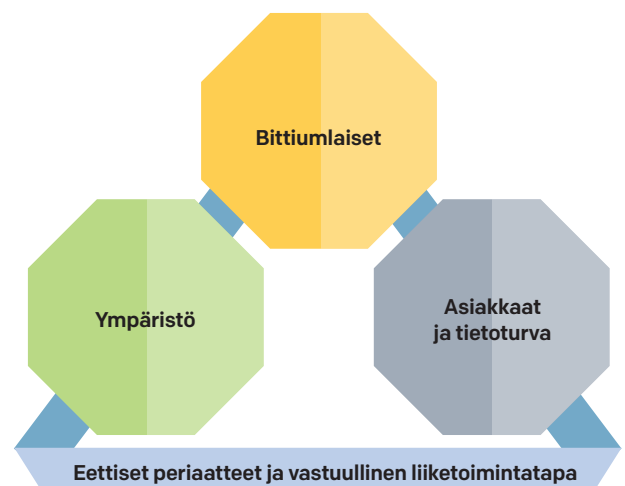 Bittiumlaiset
Ympäristö
Asiakkaat
ja tietoturva
Eettiset periaatteet ja vastuullinen liiketoimintatapa